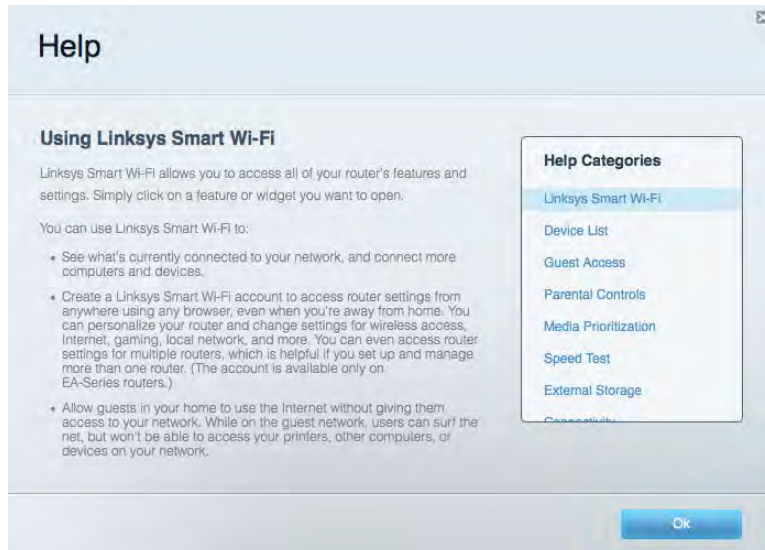 Help
Using Linksys Smart Wi-Fi
Linksys Smart Wi-Fi allows you to access all of your router's features and
settings. Simply click on a feature or widget you want to open.
You can use Linksys Smart Wi-Fi to:
• See what's currently connected to your network, and connect more
computers and devices.
• Create a Linksys Smart Wi-Fi account to access router settings from
anywhere using any browser, even when you're away from home. You
can personalize your router and change settings for wireless access,
Internet, gaming, local network, and more. You can even access router
settings for multiple routers, which is helpful if you set up and manage
more than one router. (The account is available only on
EA-Series routers.)
• Allow guests in your home to use the Internet without giving them
access to your network. While on the guest network, users can surf the
net, but won't be able to access your printers, other computers, or
devices on your network.
Help Categories
Linksys Smart Wi-Fi
Device List
Guest Access
Parental Controls
Media Prioritization
Speed Test
External Storage
Connectivity
Ok